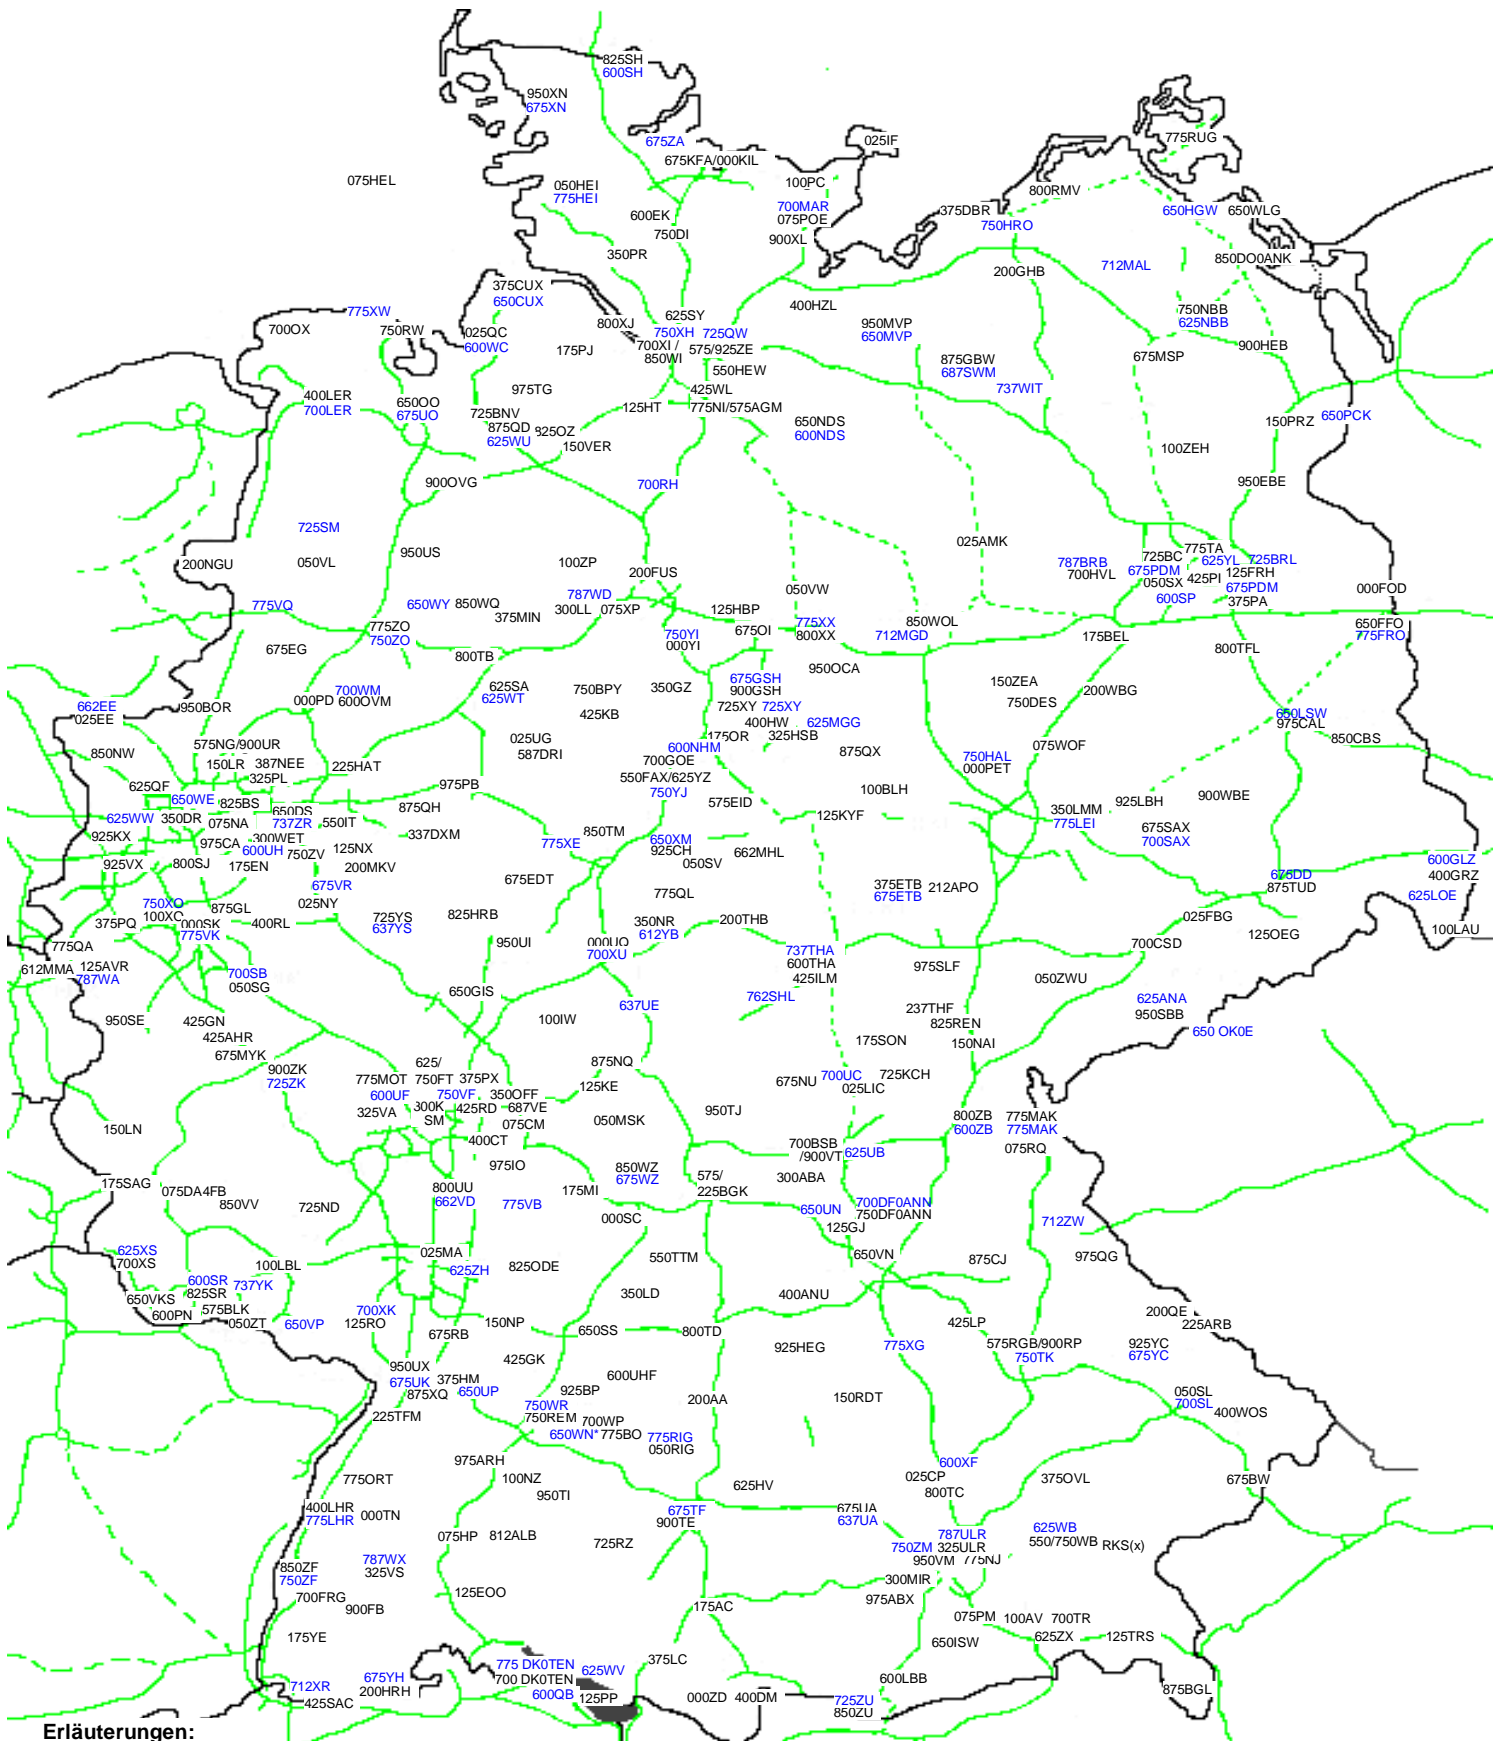 825SH
600SH
950XN
675XN
675ZA
025IF
775RUG
675KFA/000KIL
075HEL
050HEI
775HEI
100PC
800RMV
700MAR
075POE
375DBR
750HRO
650HGW
650WLG
600EK
750DI
900XL
350PR
712MAL
850DO0ANK
200GHB
375CUX
650CUX
400HZL
775XW
700OX
750RW
025QC
600WC
800XJ
625SY
750XH
725QW
950MVP
650MVP
750NBB
625NBB
175PJ
700XI /
850WI
575/925ZE
550HEW
875GBW
687SWM
675MSP
900HEB
737WIT
975TG
425WL
400LER
700LER
650OO
675UO
725BNV
875QD
625WU
825OZ
125HT
775NI/575AGM
650NDS
600NDS
150PRZ
650PCK
150VER
100ZEH
900OVG
700RH
950EBE
725SM
025AMK
950US
200NGU
050VL
100ZP
200FUS
787BRB
700HVL
725BC
775TA
625YL
725BRL
675PDM
425PI
125FRH
050SX
675PDM
600SP
375PA
000FOD
050VW
775VQ
650WY
850WQ
787WD
300LL
075XP
375MIN
125HBP
775ZO
750ZO
750YI
000YI
675OI
775XX
800XX
850WOL
712MGD
175BEL
650FFO
775FRO
675EG
800TB
800TFL
950OCA
675GSH
900GSH
150ZEA
700WM
000PD
600OVM
625SA
625WT
750BPY
350GZ
200WBG
750DES
662EE
025EE
950BOR
725XY
725XY
425KB
400HW
625MGG
650LSW
975CAL
575NG/900UR
025UG
587DRI
175OR
325HSB
850CBS
850NW
600NHM
700GOE
875QX
075WOF
750HAL
000PET
150LR
387NEE
325PL
225HAT
550FAX/625YZ
750YJ
625QF
975PB
100BLH
900WBE
650WE
825BS
650DS
875QH
575EID
350LMM
775LEI
925LBH
625WW
350DR
075NA
737ZR
550IT
125KYF
675SAX
700SAX
925KX
975CA
300WET
600UH
750ZV
337DXM
775XE
850TM
650XM
925CH
662MHL
125NX
600GLZ
400GRZ
925VX
800SJ
175EN
200MKV
050SV
675VR
675EDT
375ETB
675ETB
212APO
675DD
875TUD
775QL
625LOE
750XO
100XO
025NY
875GL
725YS
637YS
825HRB
025FBG
375PQ
000SK
775VK
400RL
350NR
612YB
200THB
125OEG
100LAU
775QA
950UI
000UO
700XU
737THA
600THA
425ILM
700CSD
612MMA
125AVR
787WA
700SB
050SG
975SLF
050ZWU
650GIS
762SHL
637UE
625ANA
950SBB
237THF
825REN
950SE
425GN
100IW
650 OK0E
425AHR
675MYK
175SON
150NAI
875NQ
900ZK
725ZK
625/
750FT
775MOT
600UF
375PX
675NU
700UC
025LIC
725KCH
125KE
750VF
350OFF
325VA
300K
SM
425RD
687VE
075CM
950TJ
050MSK
800ZB
600ZB
775MAK
775MAK
150LN
400CT
700BSB
/900VT
625UB
075RQ
975IO
850WZ
675WZ
575/
225BGK
300ABA
175SAG
075DA4FB
850VV
725ND
800UU
662VD
775VB
175MI
650UN
700DF0ANN
750DF0ANN
000SC
712ZW
125GJ
625XS
700XS
025MA
625ZH
100LBL
825ODE
550TTM
650VN
875CJ
975QG
600SR
825SR
737YK
650VKS
600PN
575BLK
050ZT
650VP
350LD
400ANU
700XK
125RO
150NP
200QE
225ARB
425LP
675RB
650SS
800TD
925HEG
775XG
575RGB/900RP
750TK
925YC
675YC
425GK
950UX
675UK
875XQ
375HM
650UP
600UHF
925BP
200AA
150RDT
050SL
700SL
400WOS
225TFM
750WR
750REM
700WP
650WN*
775BO
775RIG
050RIG
975ARH
600XF
025CP
800TC
375OVL
675BW
775ORT
100NZ
950TI
625HV
400LHR
775LHR
000TN
675TF
900TE
675UA
637UA
075HP
812ALB
725RZ
787ULR
325ULR
750ZM
950VM
775NJ
625WB
550/750WB
RKS(x)
787WX
325VS
850ZF
750ZF
700FRG
900FB
125EOO
300MIR
975ABX
175AC
075PM
100AV
700TR
175YE
650ISW
625ZX
125TRS
375LC
775 DK0TEN
700 DK0TEN
625WV
675YH
200HRH
712XR
425SAC
600QB
125PP
000ZD
400DM
600LBB
725ZU
850ZU
875BGL
Erläuterungen: